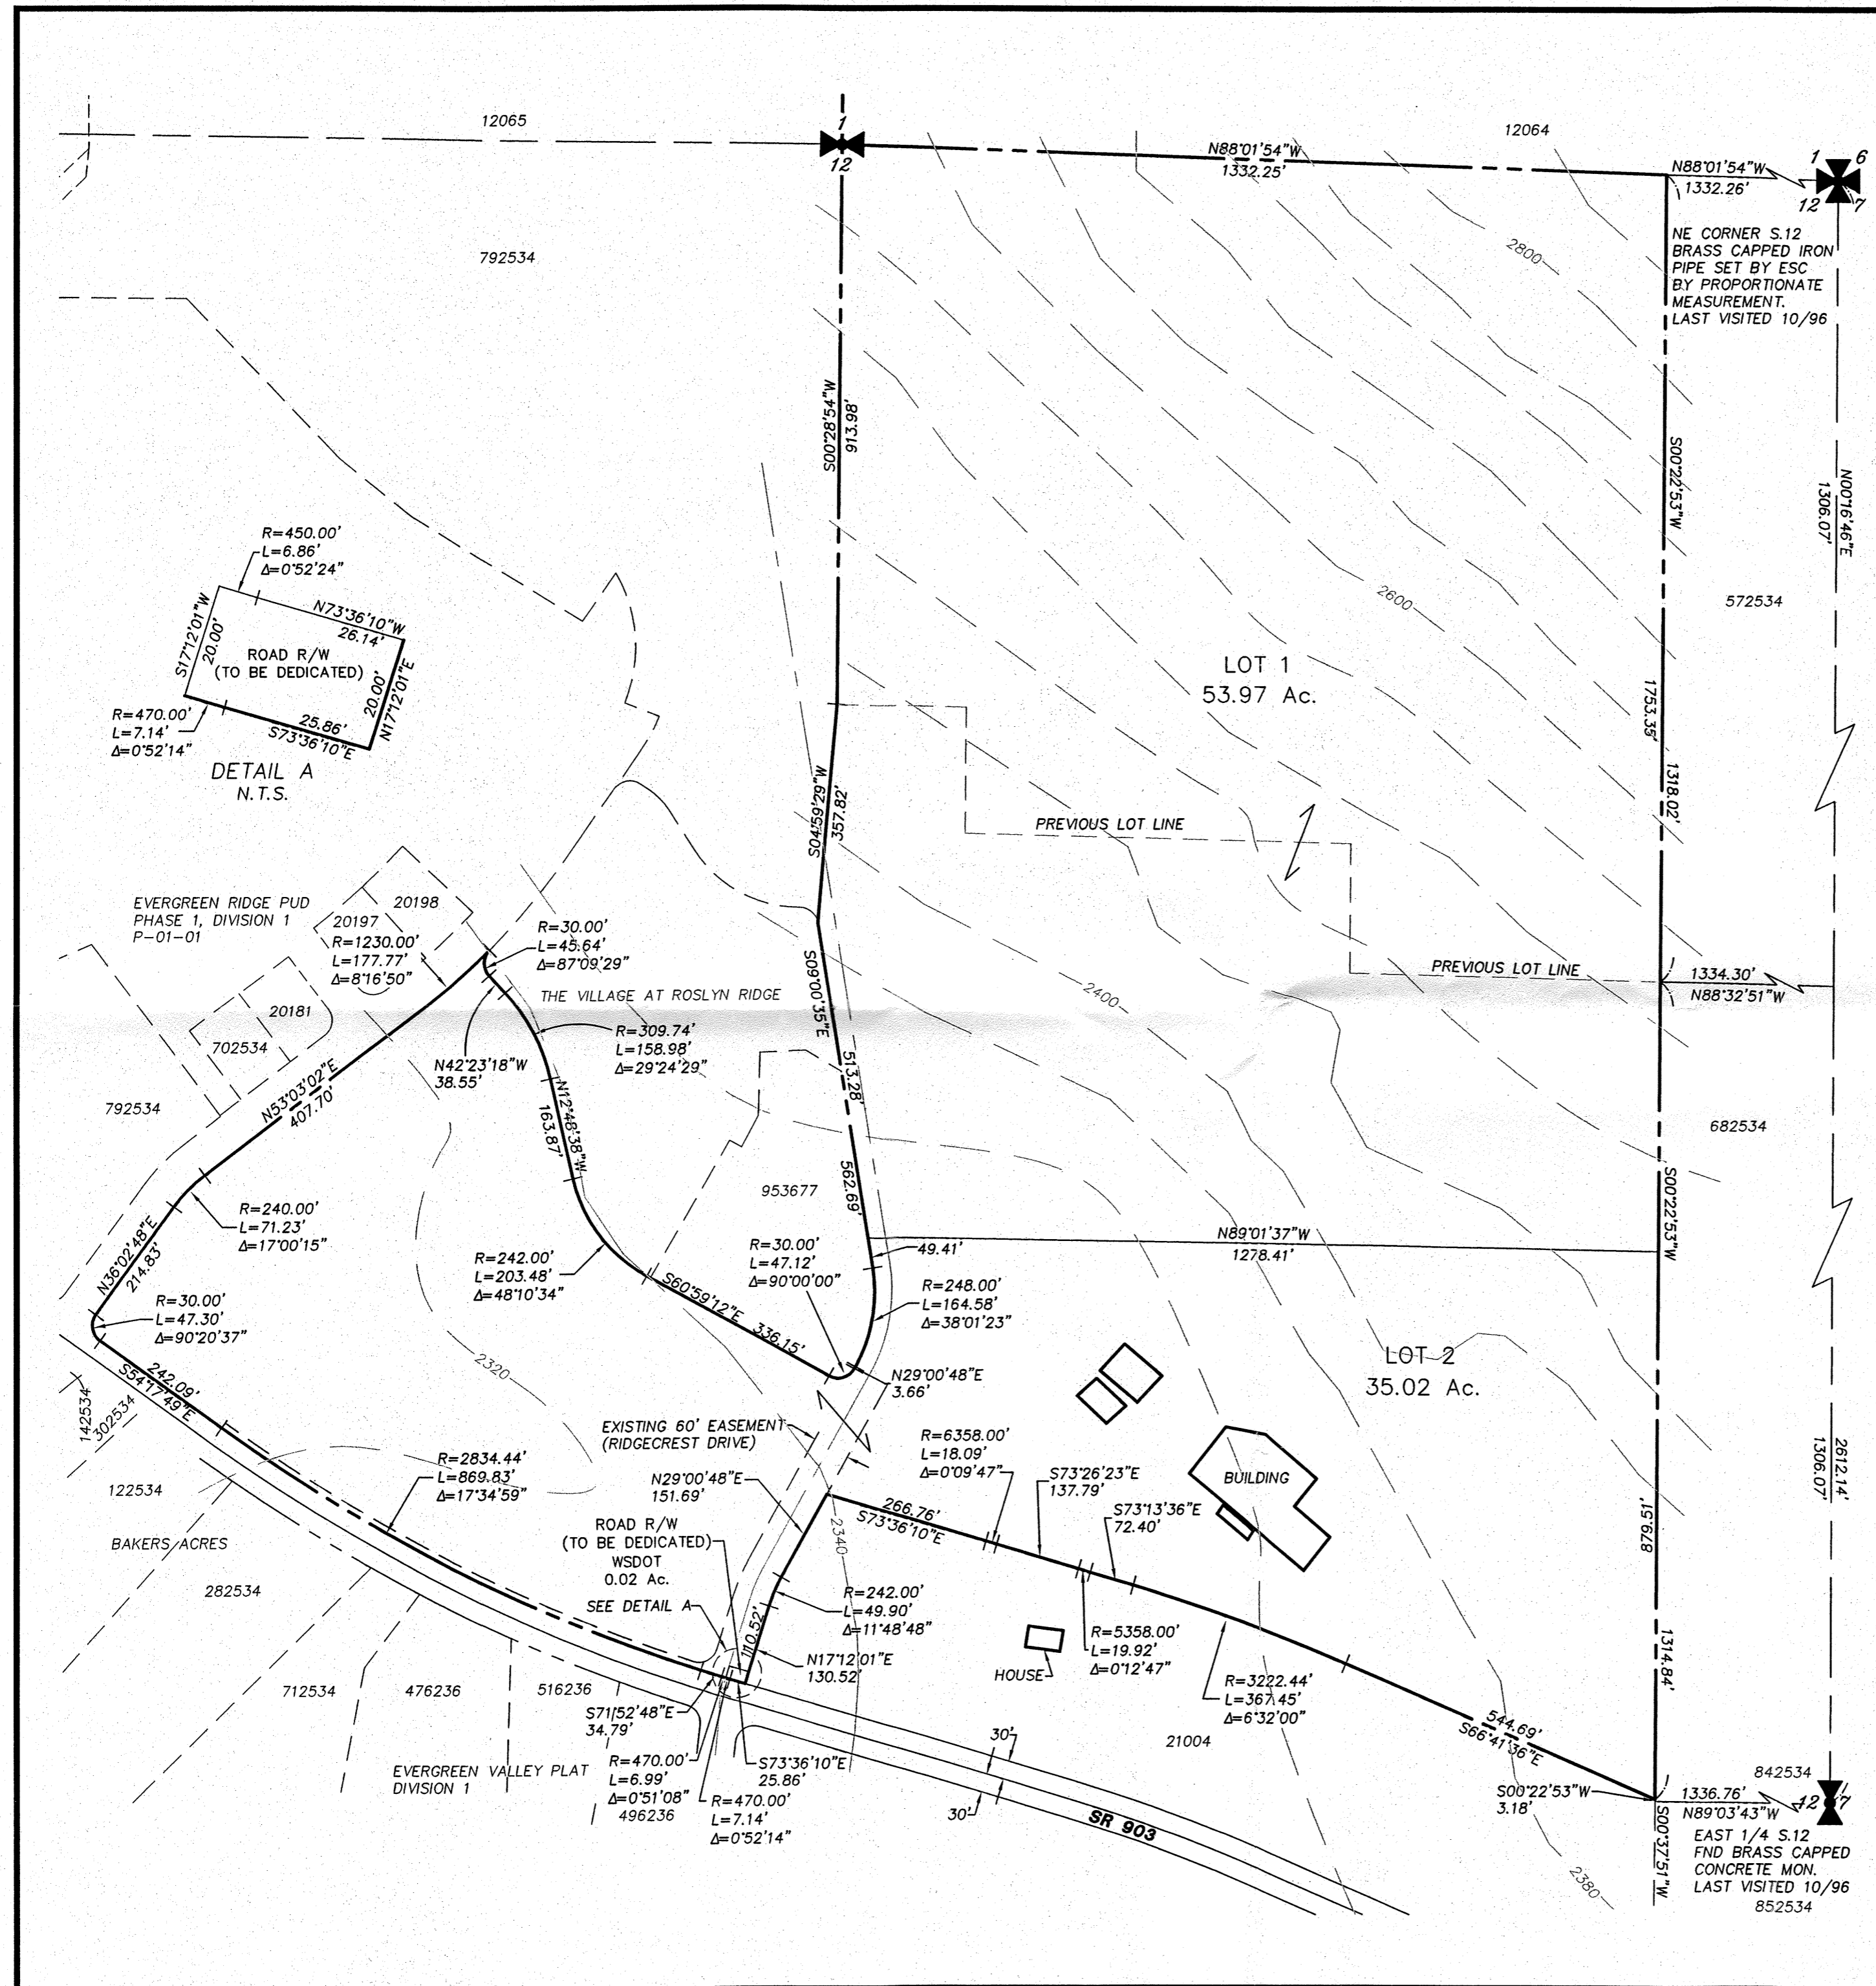 12065
1
12
12064
N88°01'54"W
1332.25'
N88°01'54"W
1332.26'
1 6
12 7
NE CORNER S.12
BRASS CAPPED IRON
PIPE SET BY ESC
BY PROPORTIONATE
MEASUREMENT.
LAST VISITED 10/96
792534
2800
S00°28'54"W
913.98'
S00°22'53"W
1753.35'
1318.02'
N00°16'46"E
1306.07'
572534
2600
R=450.00'
L=6.86'
Δ=0°52'24"
N73°36'10"W
26.14'
S17°12'01"W
20.00'
ROAD R/W
(TO BE DEDICATED)
20.00'
N17°12'01"E
R=470.00'
L=7.14'
Δ=0°52'14"
25.86'
S73°36'10"E
DETAIL A
N.T.S.
LOT 1
53.97 Ac.
S04°59'29"W
357.82'
PREVIOUS LOT LINE
PREVIOUS LOT LINE
1334.30'
N88°32'51"W
EVERGREEN RIDGE PUD
PHASE 1, DIVISION 1
P-01-01
20198
20197
R=1230.00'
L=177.77'
Δ=8°16'50"
R=30.00'
L=45.64'
Δ=87°09'29"
THE VILLAGE AT ROSLYN RIDGE
S09°00'35"E
513.28'
2400
20181
702534
R=309.74'
L=158.98'
Δ=29°24'29"
N42°23'18"W
38.55'
792534
N53°03'02"E
407.70'
N12°48'38"W
163.87'
682534
953677
562.69'
S00°22'53"W
R=240.00'
L=71.23'
Δ=17°00'15"
N89°01'37"W
1278.41'
49.41'
R=30.00'
L=47.12'
Δ=90°00'00"
N36°02'48"E
214.83'
R=242.00'
L=203.48'
Δ=48°10'34"
S60°59'12"E
336.15'
R=248.00'
L=164.58'
Δ=38°01'23"
R=30.00'
L=47.30'
Δ=90°20'37"
LOT 2
35.02 Ac.
2320
242.09'
S54°17'49"E
N29°00'48"E
3.66'
142534
302534
EXISTING 60' EASEMENT
(RIDGECREST DRIVE)
R=6358.00'
L=18.09'
Δ=0°09'47"
S73°26'23"E
137.79'
BUILDING
2612.14'
1306.07'
R=2834.44'
L=869.83'
Δ=17°34'59"
N29°00'48"E
151.69'
122534
266.76'
S73°36'10"E
S73°13'36"E
72.40'
879.51'
ROAD R/W
(TO BE DEDICATED)
WSDOT
0.02 Ac.
SEE DETAIL A
2340
BAKERS ACRES
282534
R=242.00'
L=49.90'
Δ=11°48'48"
110.52'
N17°12'01"E
130.52'
HOUSE
R=5358.00'
L=19.92'
Δ=0°12'47"
1314.84'
R=3222.44'
L=367.45'
Δ=6°32'00"
712534
476236
516236
S71°52'48"E
34.79'
544.69'
S66°41'36"E
30'
21004
EVERGREEN VALLEY PLAT
DIVISION 1
R=470.00'
L=6.99'
Δ=0°51'08"
496236
S73°36'10"E
25.86'
R=470.00'
L=7.14'
Δ=0°52'14"
30'
SR 903
842534
S00°22'53"W
3.18'
1336.76'
N89°03'43"W
12 7
S00°37'51"W
EAST 1/4 S.12
FND BRASS CAPPED
CONCRETE MON.
LAST VISITED 10/96
2380
852534